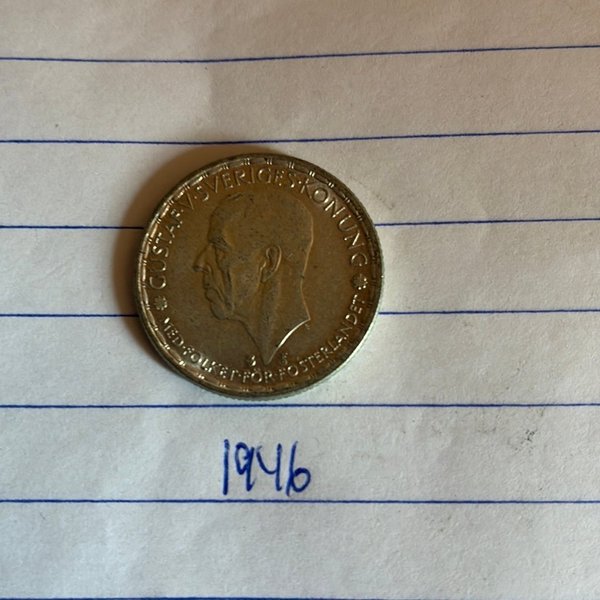 GUSTAF·V·SVERIGES·KONUNG
MED·FOLKET·FÖR·FOSTERLANDET
1946